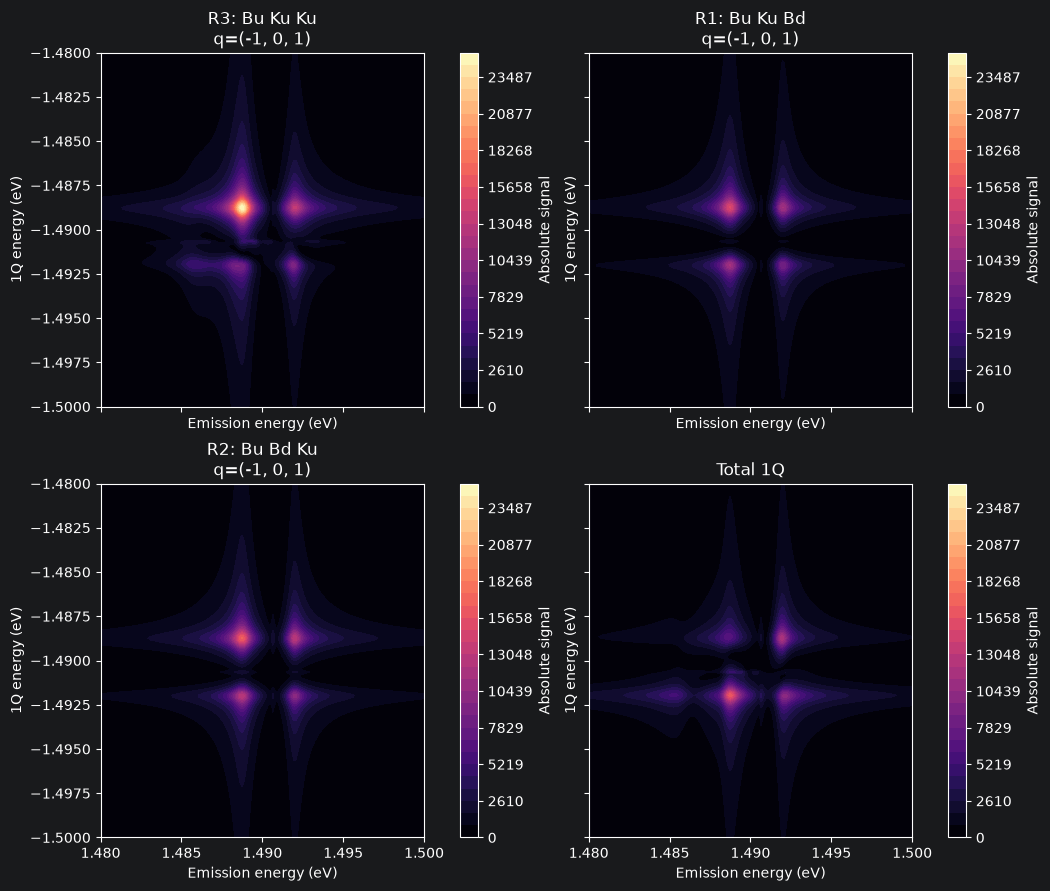 R3: Bu Ku Ku
q=(-1, 0, 1)
−1.4800
−1.4825
−1.4850
−1.4875
−1.4900
−1.4925
−1.4950
−1.4975
−1.5000
1Q energy (eV)
Emission energy (eV)
23487
20877
18268
15658
13048
10439
7829
5219
2610
0
Absolute signal
R1: Bu Ku Bd
q=(-1, 0, 1)
1Q energy (eV)
Emission energy (eV)
23487
20877
18268
15658
13048
10439
7829
5219
2610
0
Absolute signal
R2: Bu Bd Ku
q=(-1, 0, 1)
−1.4800
−1.4825
−1.4850
−1.4875
−1.4900
−1.4925
−1.4950
−1.4975
−1.5000
1Q energy (eV)
1.480 1.485 1.490 1.495 1.500
Emission energy (eV)
23487
20877
18268
15658
13048
10439
7829
5219
2610
0
Absolute signal
Total 1Q
1Q energy (eV)
1.480 1.485 1.490 1.495 1.500
Emission energy (eV)
23487
20877
18268
15658
13048
10439
7829
5219
2610
0
Absolute signal